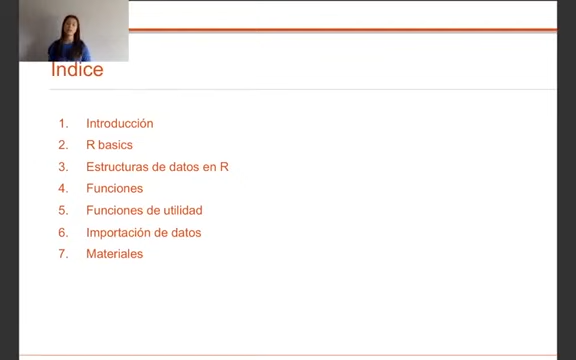 Índice
1. Introducción
2. R basics
3. Estructuras de datos en R
4. Funciones
5. Funciones de utilidad
6. Importación de datos
7. Materiales